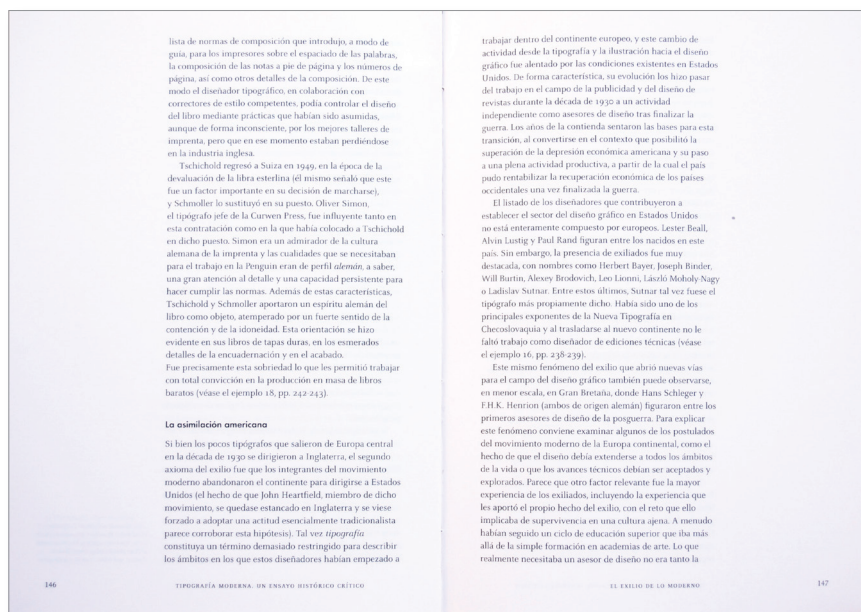 lista de normas de composición que introdujo, a modo de
guía, para los impresores sobre el espaciado de las palabras,
la composición de las notas a pie de página y los números de
página, así como otros detalles de la composición. De este
modo el diseñador tipográfico, en colaboración con
correctores de estilo competentes, podía controlar el diseño
del libro mediante prácticas que habían sido asumidas,
aunque de forma inconsciente, por los mejores talleres de
imprenta, pero que en ese momento estaban perdiéndose
en la industria inglesa.
Tschichold regresó a Suiza en 1949, en la época de la
devaluación de la libra esterlina (él mismo señaló que este
fue un factor importante en su decisión de marcharse),
y Schmoller lo sustituyó en su puesto. Oliver Simon,
el tipógrafo jefe de la Curwen Press, fue influyente tanto en
esta contratación como en la que había colocado a Tschichold
en dicho puesto. Simon era un admirador de la cultura
alemana de la imprenta y las cualidades que se necesitaban
para el trabajo en la Penguin eran de perfil alemán, a saber,
una gran atención al detalle y una capacidad persistente para
hacer cumplir las normas. Además de estas características,
Tschichold y Schmoller aportaron un espíritu alemán del
libro como objeto, atemperado por un fuerte sentido de la
contención y de la idoneidad. Esta orientación se hizo
evidente en sus libros de tapas duras, en los esmerados
detalles de la encuadernación y en el acabado.
Fue precisamente esta sobriedad lo que les permitió trabajar
con total convicción en la producción en masa de libros
baratos (véase el ejemplo 18, pp. 242-243).
La asimilación americana
Si bien los pocos tipógrafos que salieron de Europa central
en la década de 1930 se dirigieron a Inglaterra, el segundo
axioma del exilio fue que los integrantes del movimiento
moderno abandonaron el continente para dirigirse a Estados
Unidos (el hecho de que John Heartfield, miembro de dicho
movimiento, se quedase estancado en Inglaterra y se viese
forzado a adoptar una actitud esencialmente tradicionalista
parece corroborar esta hipótesis). Tal vez tipografía
constituya un término demasiado restringido para describir
los ámbitos en los que estos diseñadores habían empezado a
146
TIPOGRAFÍA MODERNA. UN ENSAYO HISTÓRICO CRÍTICO
trabajar dentro del continente europeo, y este cambio de
actividad desde la tipografía y la ilustración hacia el diseño
gráfico fue alentado por las condiciones existentes en Estados
Unidos. De forma característica, su evolución los hizo pasar
del trabajo en el campo de la publicidad y del diseño de
revistas durante la década de 1930 a un actividad
independiente como asesores de diseño tras finalizar la
guerra. Los años de la contienda sentaron las bases para esta
transición, al convertirse en el contexto que posibilitó la
superación de la depresión económica americana y su paso
a una plena actividad productiva, a partir de la cual el país
pudo rentabilizar la recuperación económica de los países
occidentales una vez finalizada la guerra.
El listado de los diseñadores que contribuyeron a
establecer el sector del diseño gráfico en Estados Unidos
no está enteramente compuesto por europeos. Lester Beall,
Alvin Lustig y Paul Rand figuran entre los nacidos en este
país. Sin embargo, la presencia de exiliados fue muy
destacada, con nombres como Herbert Bayer, Joseph Binder,
Will Burtin, Alexey Brodovich, Leo Lionni, László Moholy-Nagy
o Ladislav Sutnar. Entre estos últimos, Sutnar tal vez fuese el
tipógrafo más propiamente dicho. Había sido uno de los
principales exponentes de la Nueva Tipografía en
Checoslovaquia y al trasladarse al nuevo continente no le
faltó trabajo como diseñador de ediciones técnicas (véase
el ejemplo 16, pp. 238-239).
Este mismo fenómeno del exilio que abrió nuevas vías
para el campo del diseño gráfico también puede observarse,
en menor escala, en Gran Bretaña, donde Hans Schleger y
F.H.K. Henrion (ambos de origen alemán) figuraron entre los
primeros asesores de diseño de la posguerra. Para explicar
este fenómeno conviene examinar algunos de los postulados
del movimiento moderno de la Europa continental, como el
hecho de que el diseño debía extenderse a todos los ámbitos
de la vida o que los avances técnicos debían ser aceptados y
explorados. Parece que otro factor relevante fue la mayor
experiencia de los exiliados, incluyendo la experiencia que
les aportó el propio hecho del exilio, con el reto que ello
implicaba de supervivencia en una cultura ajena. A menudo
habían seguido un ciclo de educación superior que iba más
allá de la simple formación en academias de arte. Lo que
realmente necesitaba un asesor de diseño no era tanto la
EL EXILIO DE LO MODERNO
147